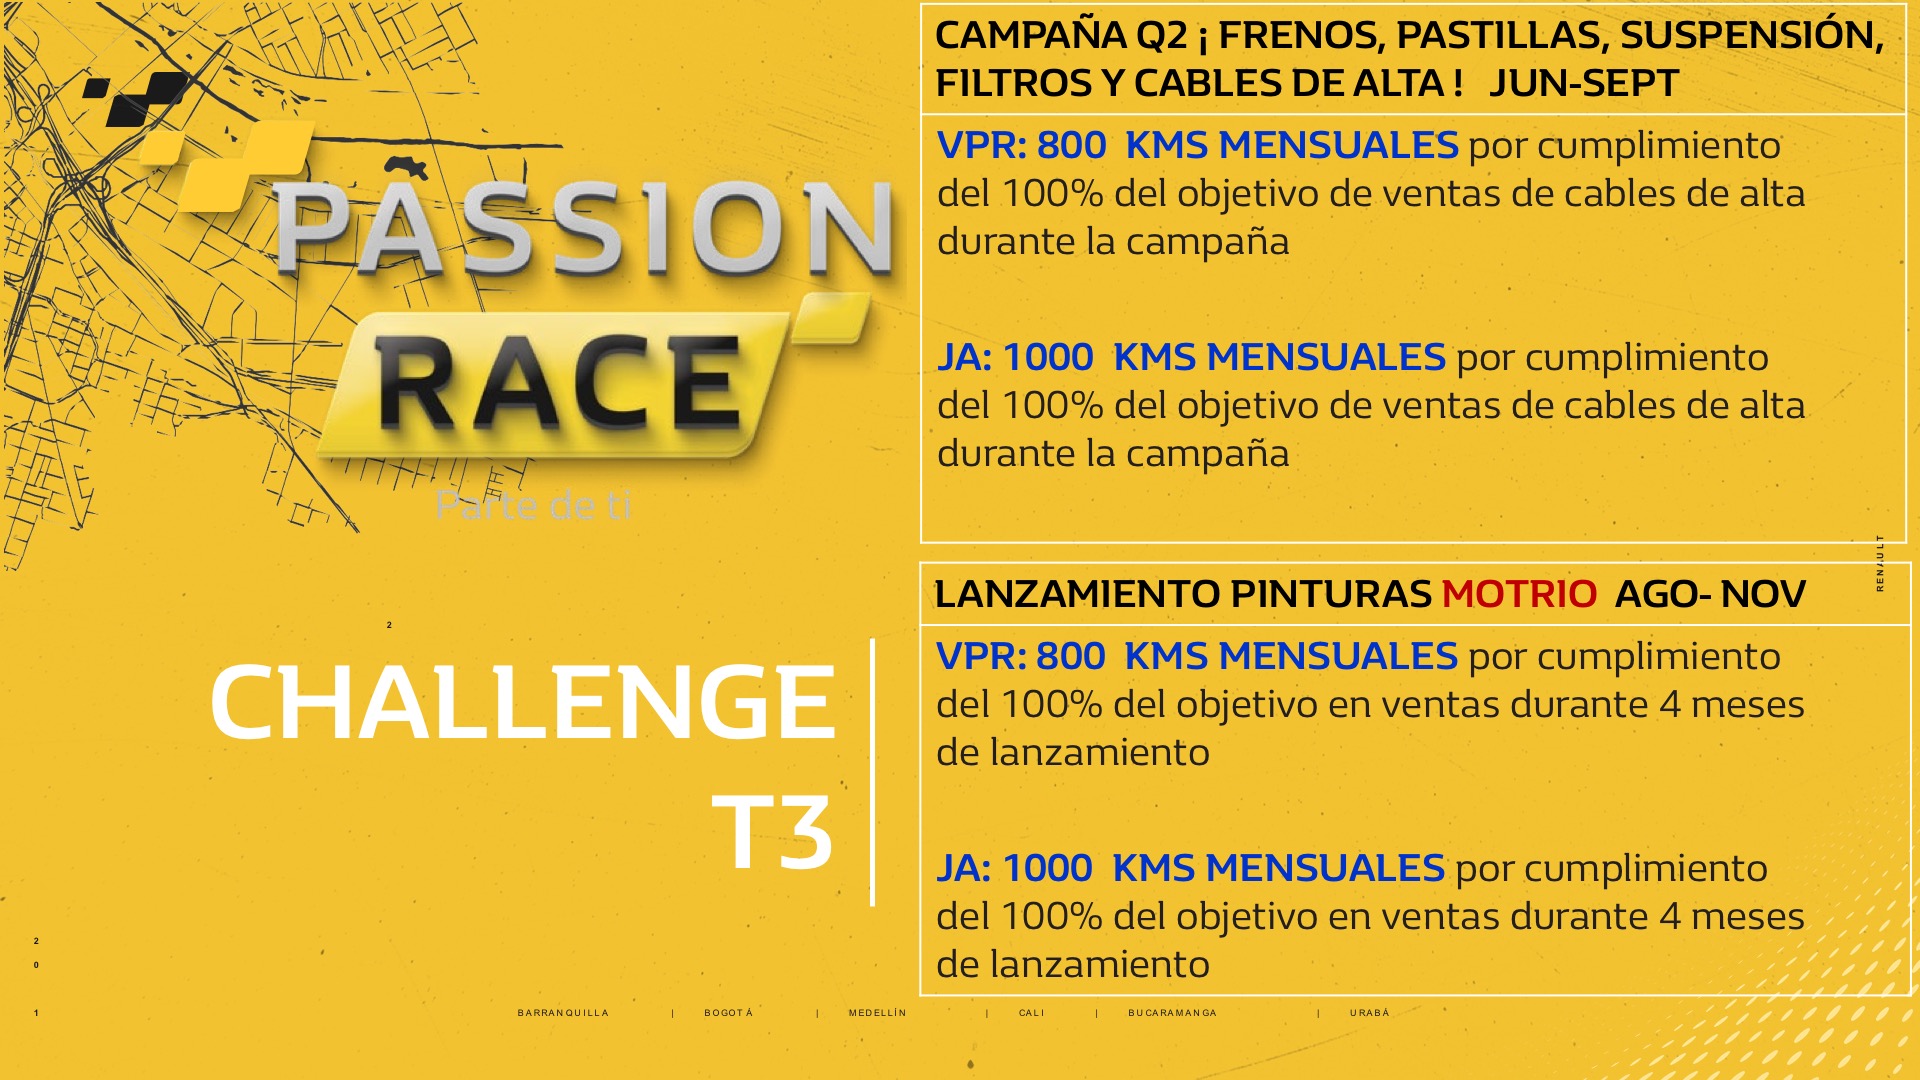 PASSION
RACE
Parte de ti
2
CHALLENGE
T3
CAMPAÑA Q2 ¡ FRENOS, PASTILLAS, SUSPENSIÓN,
FILTROS Y CABLES DE ALTA ! JUN-SEPT
VPR: 800 KMS MENSUALES por cumplimiento
del 100% del objetivo de ventas de cables de alta
durante la campaña
JA: 1000 KMS MENSUALES por cumplimiento
del 100% del objetivo de ventas de cables de alta
durante la campaña
RENAULT
LANZAMIENTO PINTURAS MOTRIO AGO- NOV
VPR: 800 KMS MENSUALES por cumplimiento
del 100% del objetivo en ventas durante 4 meses
de lanzamiento
JA: 1000 KMS MENSUALES por cumplimiento
del 100% del objetivo en ventas durante 4 meses
de lanzamiento
2
0
1
BARRANQUILLA | BOGOTÁ | MEDELLÍN | CALI | BUCARAMANGA | URABÁ